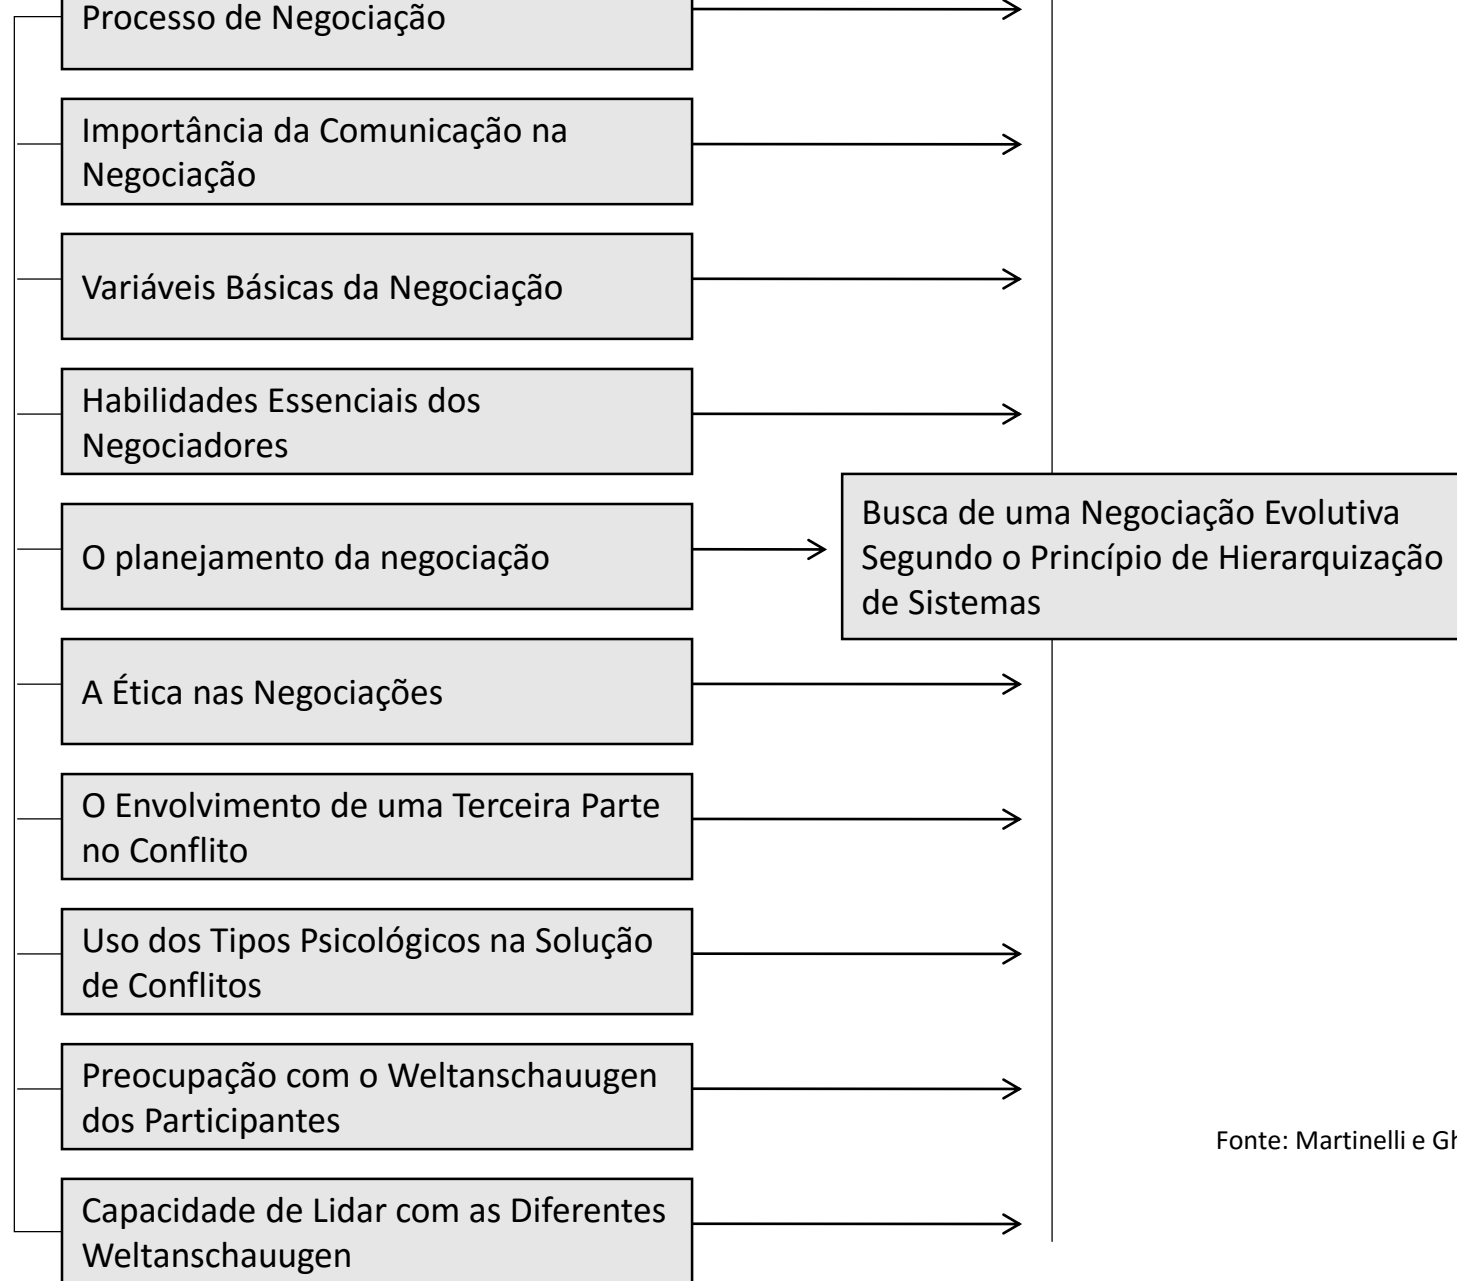 Processo de Negociação
Importância da Comunicação na
Negociação
Variáveis Básicas da Negociação
Habilidades Essenciais dos
Negociadores
O planejamento da negociação
Busca de uma Negociação Evolutiva
Segundo o Princípio de Hierarquização
de Sistemas
A Ética nas Negociações
O Envolvimento de uma Terceira Parte
no Conflito
Uso dos Tipos Psicológicos na Solução
de Conflitos
Preocupação com o Weltanschauugen
dos Participantes
Fonte: Martinelli e
Capacidade de Lidar com as Diferentes
Weltanschauugen